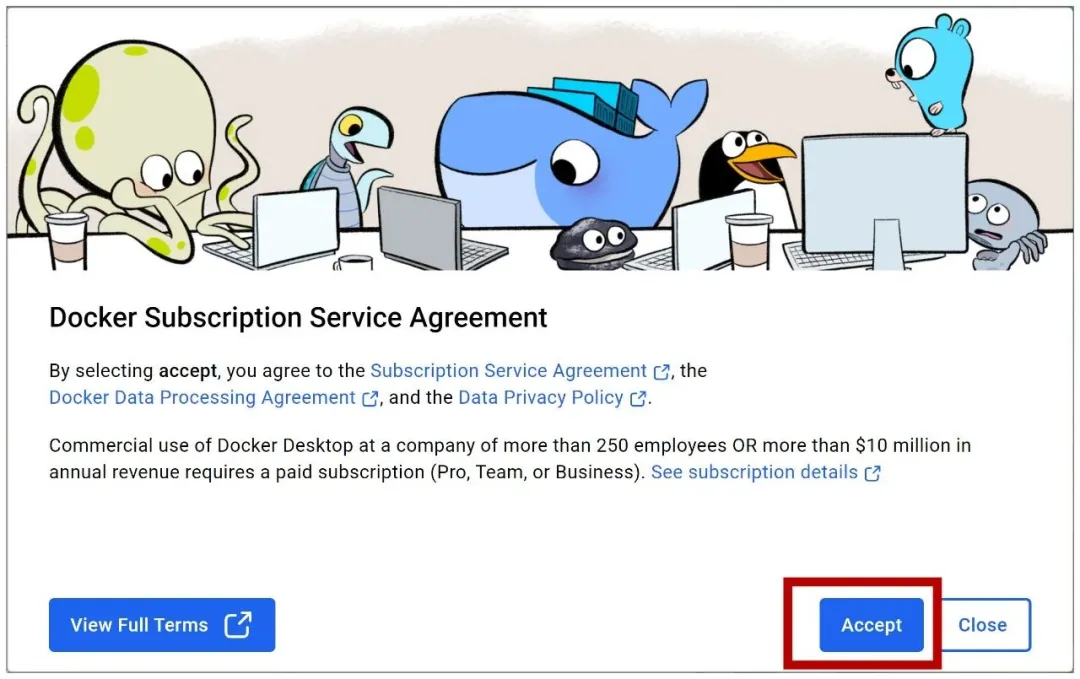 Docker Subscription Service Agreement
By selecting accept, you agree to the Subscription Service Agreement, the
Docker Data Processing Agreement, and the Data Privacy Policy.
Commercial use of Docker Desktop at a company of more than 250 employees OR more than $10 million in
annual revenue requires a paid subscription (Pro, Team, or Business). See subscription details
View Full Terms
Accept
Close